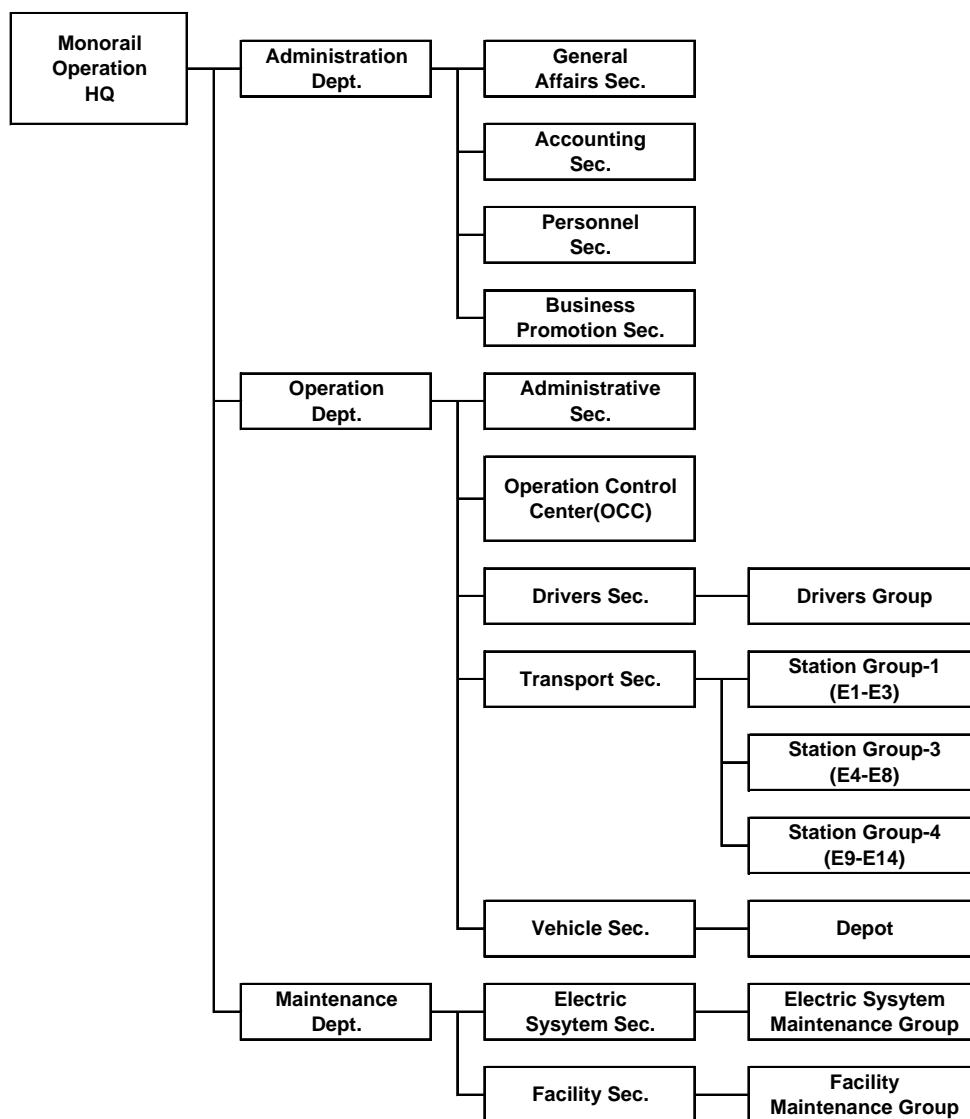 Monorail
Operation
HQ
Administration
Dept.
General
Affairs Sec.
Accounting
Sec.
Personnel
Sec.
Business
Promotion Sec.
Operation
Dept.
Administrative
Sec.
Operation Control
Center(OCC)
Drivers Sec.
Drivers Group
Transport Sec.
Station Group-1
(E1-E3)
Station Group-3
(E4-E8)
Station Group-4
(E9-E14)
Vehicle Sec.
Depot
Maintenance
Dept.
Electric
Sysytem Sec.
Electric Sysytem
Maintenance Group
Facility Sec.
Facility
Maintenance Group